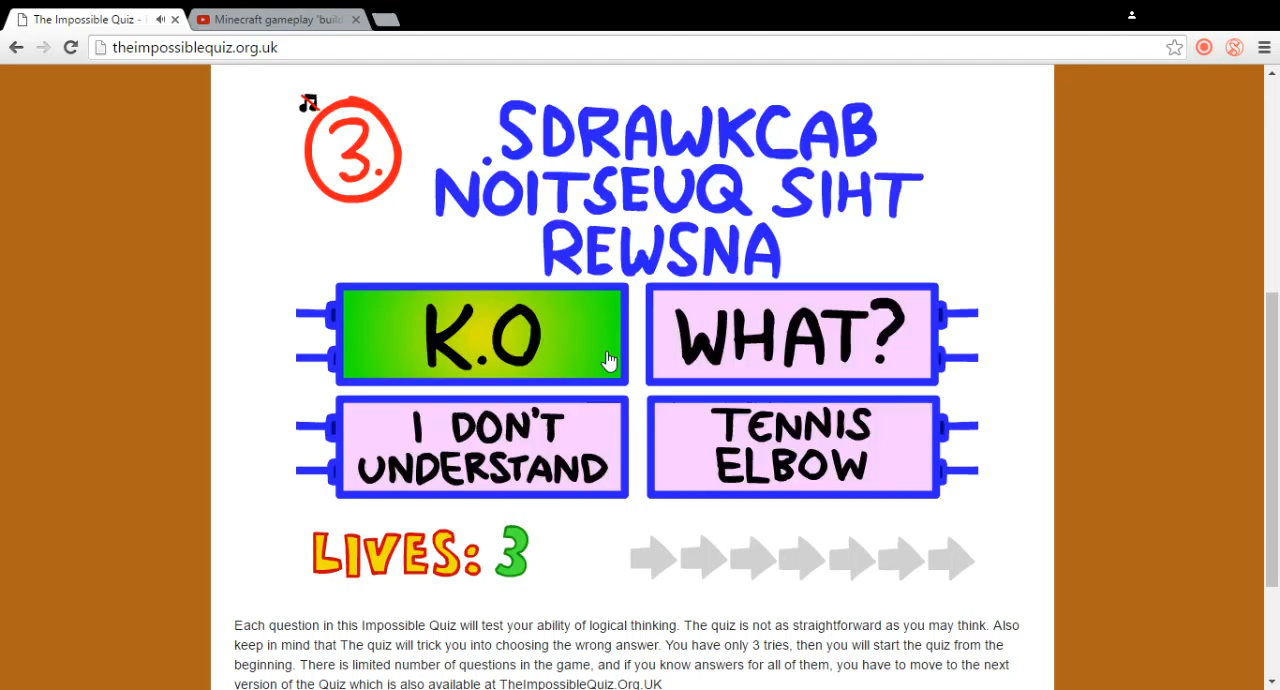 The Impossible Quiz -
Minecraft gameplay 'build
theimpossiblequiz.org.uk
3.
.SDRAWKCAB
NOITSEUQ SIHT
REWSNA
K.O
WHAT?
I DON'T
UNDERSTAND
TENNIS
ELBOW
LIVES: 3
Each question in this Impossible Quiz will test your ability of logical thinking. The quiz is not as straightforward as you may think. Also
keep in mind that The quiz will trick you into choosing the wrong answer. You have only 3 tries, then you will start the quiz from the
beginning. There is limited number of questions in the game, and if you know answers for all of them, you have to move to the next
version of the Quiz which is also available at TheImpossibleQuiz.Org.UK